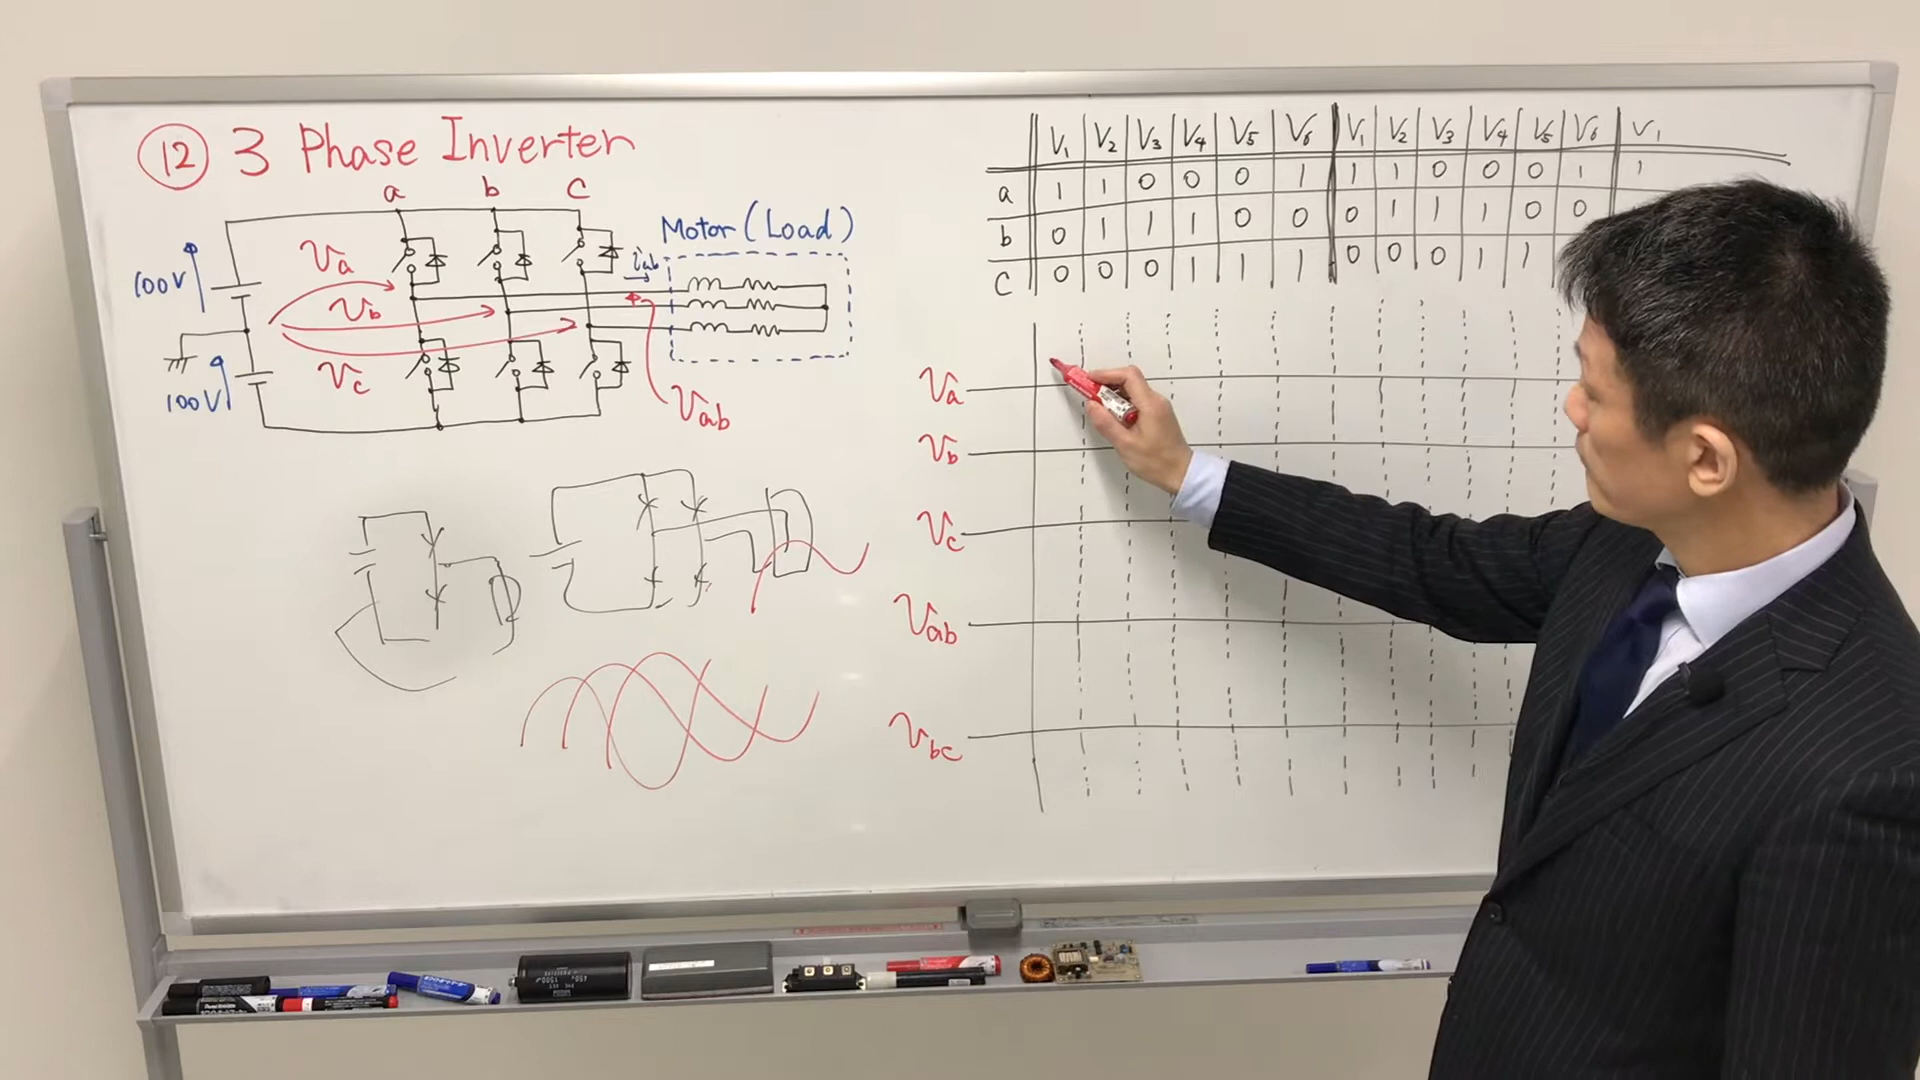 12 3 Phase Inverter
a b c
Motor (Load)
100V
Va
iab
Vb
Vc
100V
Vab
V1 V2 V3 V4 V5 V6 V1 V2 V3 V4 V5 V6 V1
a 1 1 0 0 0 1 1 1 0 0 0 1 1
b 0 1 1 1 0 0 0 1 1 1 0 0
c 0 0 0 1 1 1 0 0 0 1 1
Va
Vb
Vc
Vab
Vbc